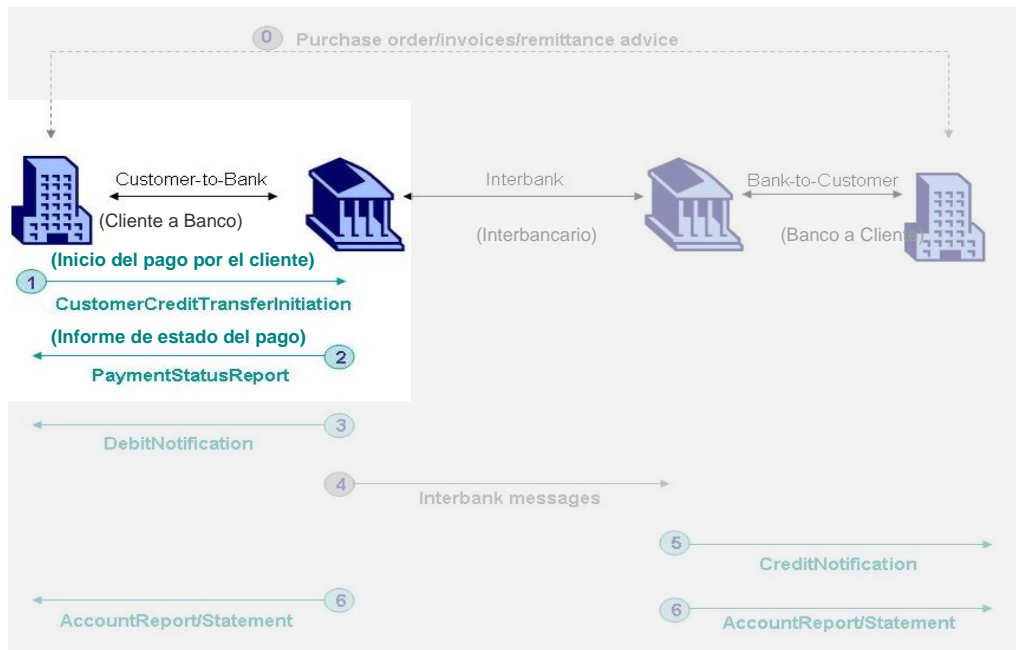 0 Purchase order/invoices/remittance advice
Customer-to-Bank
Interbank
Bank-to-Customer
(Cliente a Banco)
(Interbancario)
(Banco a Cliente)
(Inicio del pago por el cliente)
1
CustomerCreditTransferInitiation
(Informe de estado del pago)
2
PaymentStatusReport
3
DebitNotification
4
Interbank messages
5
CreditNotification
6
AccountReport/Statement
6
AccountReport/Statement